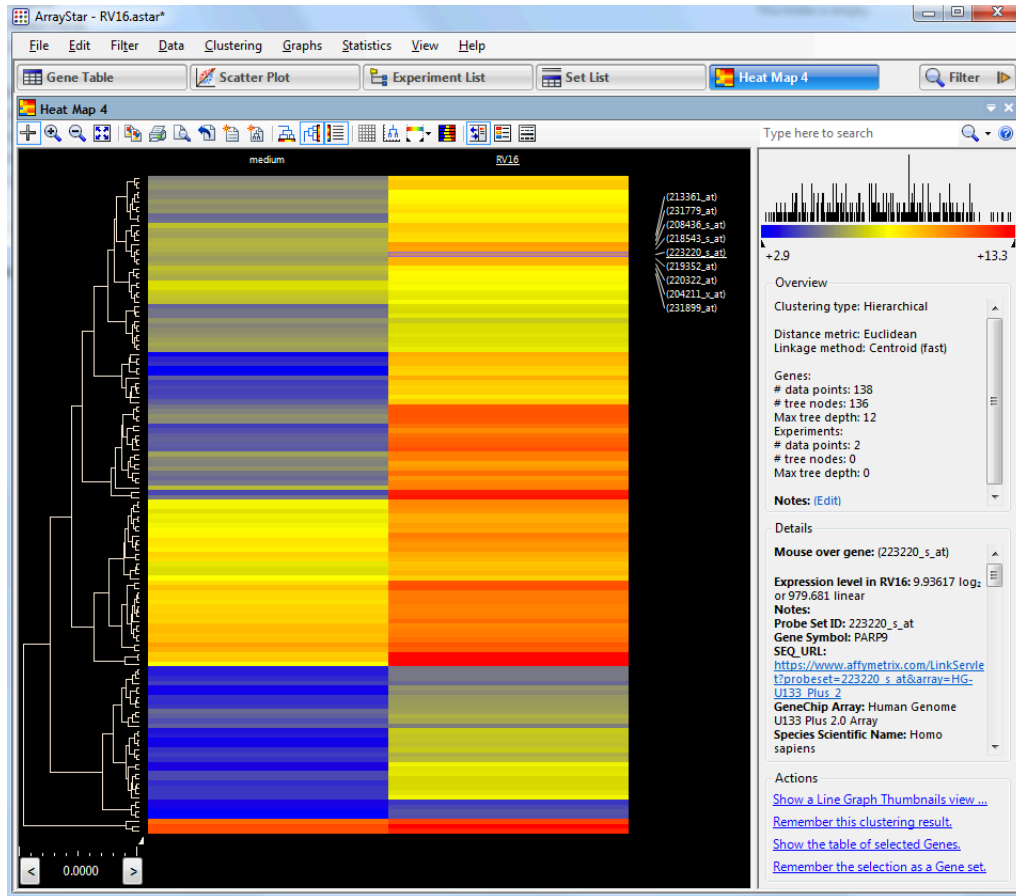 ArrayStar - RV16.astar*
File Edit Filter Data Clustering Graphs Statistics View Help
Gene Table Scatter Plot Experiment List Set List Heat Map 4 Filter
Heat Map 4
Type here to search
medium RV16
(213361_at)
(231779_at)
(208436_s_at)
(218543_s_at)
(223220_s_at)
(219352_at)
(220322_at)
(204211_x_at)
(231899_at)
+2.9 +13.3
Overview
Clustering type: Hierarchical
Distance metric: Euclidean
Linkage method: Centroid (fast)
Genes:
# data points: 138
# tree nodes: 136
Max tree depth: 12
Experiments:
# data points: 2
# tree nodes: 0
Max tree depth: 0
Notes: (Edit)
Details
Mouse over gene: (223220_s_at)
Expression level in RV16: 9.93617 log₂
or 979.681 linear
Notes:
Probe Set ID: 223220_s_at
Gene Symbol: PARP9
SEQ_URL:
https://www.affymetrix.com/LinkServle
t?probeset=223220_s_at&array=HG-
U133_Plus_2
GeneChip Array: Human Genome
U133 Plus 2.0 Array
Species Scientific Name: Homo
sapiens
Actions
Show a Line Graph Thumbnails view ...
Remember this clustering result.
Show the table of selected Genes.
Remember the selection as a Gene set.
< 0.0000 >